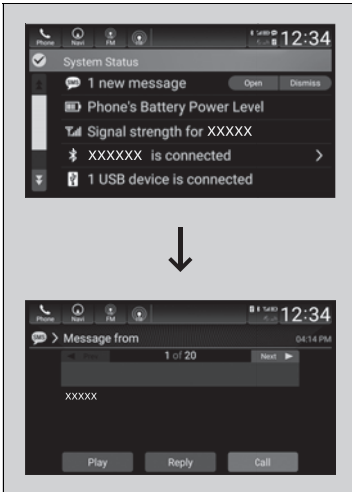 Phone Navi FM
12:34
System Status
1 new message Open Dismiss
Phone's Battery Power Level
Signal strength for XXXXX
XXXXXX is connected
1 USB device is connected
Phone Navi FM
12:34
SMS > Message from 04:14 PM
Prev 1 of 20 Next
XXXXX
Play Reply Call